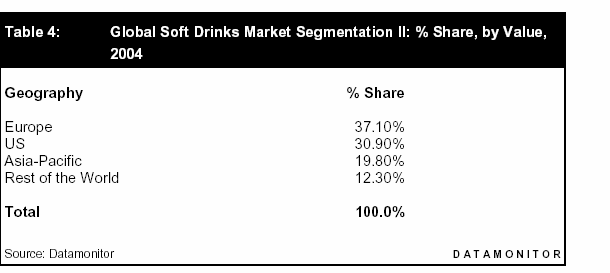 Table 4: Global Soft Drinks Market Segmentation II: % Share, by Value,
2004
Geography % Share
Europe 37.10%
US 30.90%
Asia-Pacific 19.80%
Rest of the World 12.30%
Total 100.0%
Source: Datamonitor DATAMONITOR